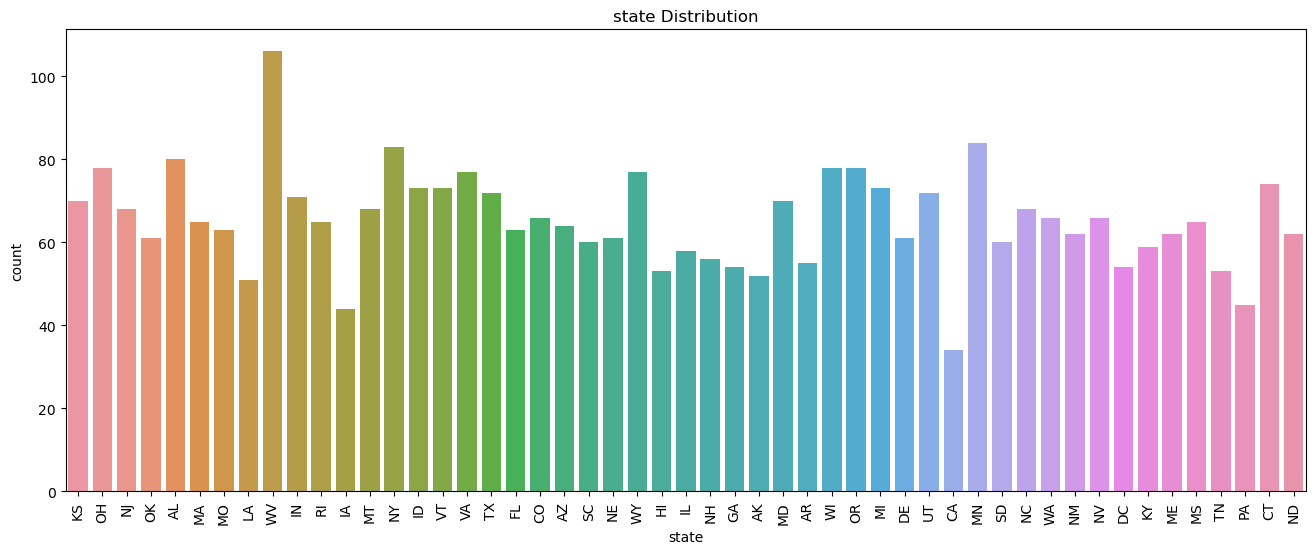 state Distribution
count
100
80
60
40
20
0
KS OH NJ OK AL MA MO LA WV IN RI IA MT NY ID VT VA TX FL CO AZ SC NE WY HI IL NH GA AK MD AR WI OR MI DE UT CA MN SD NC WA NM NV DC KY ME MS TN PA CT ND
state